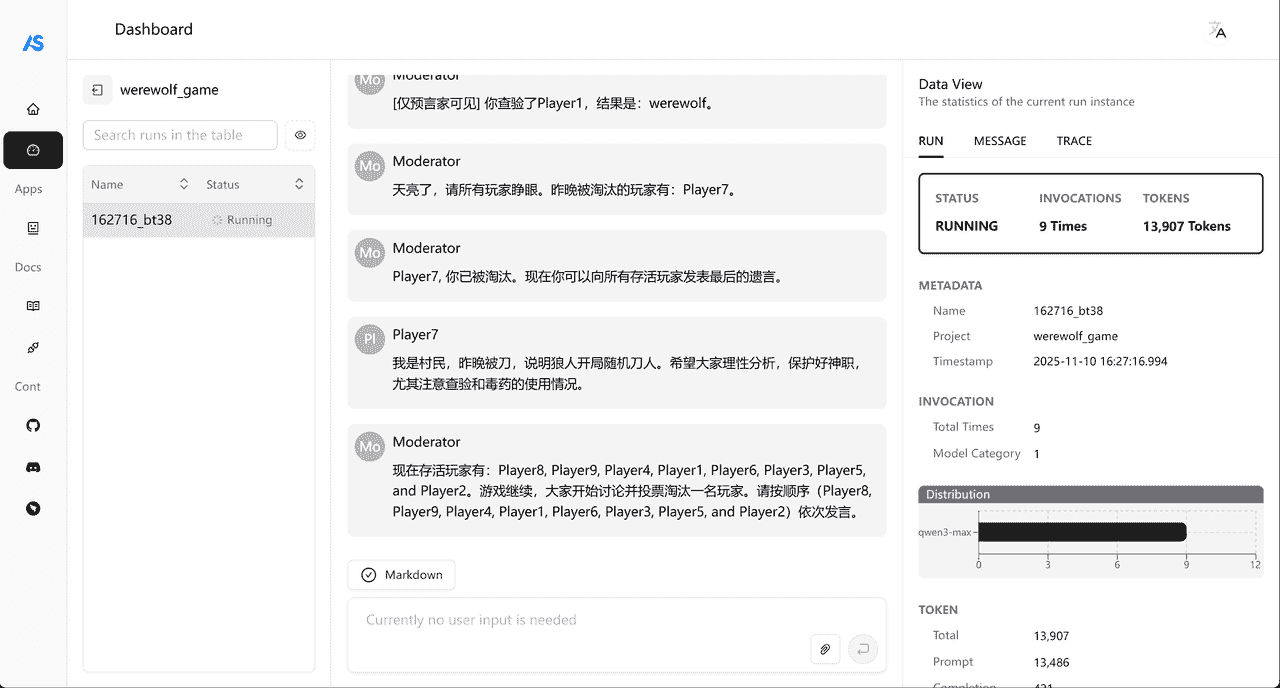 Dashboard
werewolf_game
Search runs in the table
Name
Status
162716_bt38
Running
Apps
Docs
Cont
Mo
Moderator
[仅预言家可见] 你查验了Player1，结果是：werewolf。
Mo
Moderator
天亮了，请所有玩家睁眼。昨晚被淘汰的玩家有：Player7。
Mo
Moderator
Player7, 你已被淘汰。现在你可以向所有存活玩家发表最后的遗言。
Pl
Player7
我是村民，昨晚被刀，说明狼人开局随机刀人。希望大家理性分析，保护好神职，
尤其注意查验和毒药的使用情况。
Mo
Moderator
现在存活玩家有：Player8, Player9, Player4, Player1, Player6, Player3, Player5,
and Player2。游戏继续，大家开始讨论并投票淘汰一名玩家。请按顺序（Player8,
Player9, Player4, Player1, Player6, Player3, Player5, and Player2）依次发言。
Markdown
Currently no user input is needed
Data View
The statistics of the current run instance
RUN
MESSAGE
TRACE
STATUS
INVOCATIONS
TOKENS
RUNNING
9 Times
13,907 Tokens
METADATA
Name
162716_bt38
Project
werewolf_game
Timestamp
2025-11-10 16:27:16.994
INVOCATION
Total Times
9
Model Category
1
Distribution
qwen3-max
0
3
6
9
12
TOKEN
Total
13,907
Prompt
13,486
Completion
421